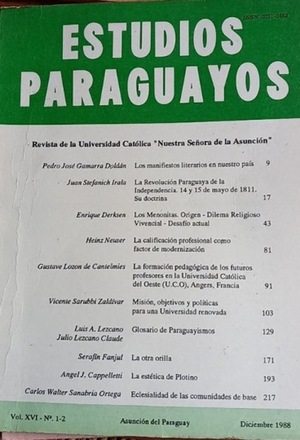 ESTUDIOS
PARAGUAYOS
Revista de la Universidad Católica "Nuestra Señora de la Asunción"
Pedro José Gamarra Doldán Los manifiestos literarios en nuestro país 9
Juan Stefanich Irala La Revolución Paraguaya de la
Independencia. 14 y 15 de mayo de 1811.
Su doctrina 17
Enrique Derksen Los Menonitas. Origen - Dilema Religioso
Vivencial - Desafío actual 43
Heinz Neuser La calificación profesional como
factor de modernización 81
Gustave Lozon de Cantelmies La formación pedagógica de los futuros
profesores en la Universidad Católica
del Oeste (U.C.O), Angers, Francia 91
Vicente Sarubbi Zaldívar Misión, objetivos y políticas
para una Universidad renovada 103
Luis A. Lezcano Glosario de Paraguayismos 129
Julio Lezcano Claude
Serafín Fanjul La otra orilla 171
Angel J. Cappelletti La estética de Plotino 193
Carlos Walter Sanabria Ortega Eclesialidad de las comunidades de base 217
Vol. XVI - Nº. 1-2 Asunción del Paraguay Diciembre 1988